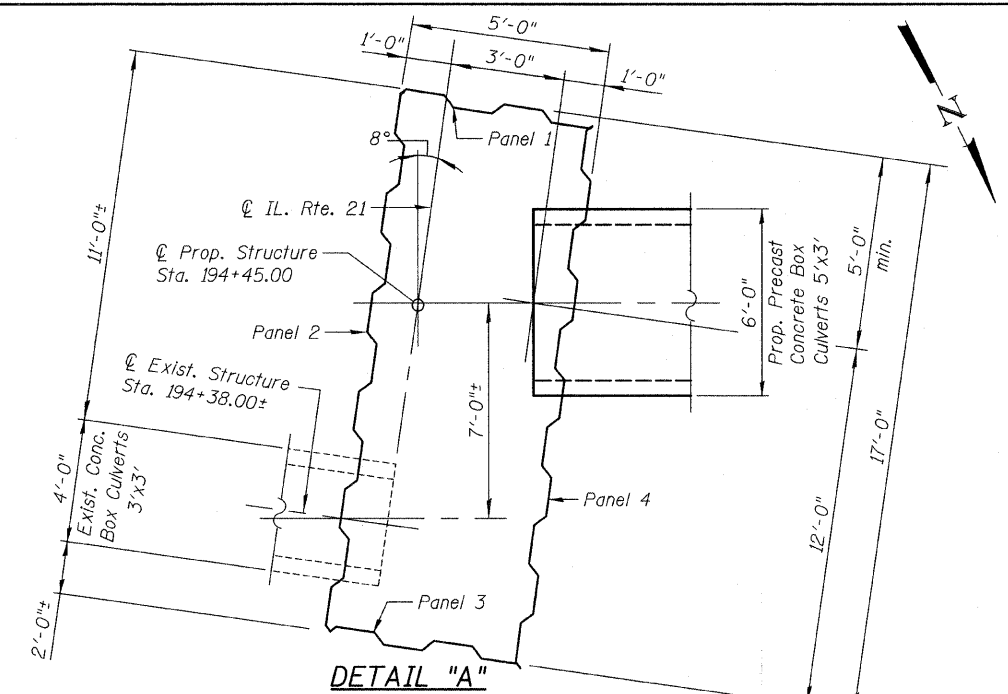 5'-0"
1'-0"
3'-0"
1'-0"
N
Panel 1
8°
℄ IL. Rte. 21
℄ Prop. Structure
Sta. 194+45.00
11'-0"±
Panel 2
6'-0"
Prop. Precast
Concrete Box
Culverts 5'x3'
5'-0"
min.
℄ Exist. Structure
Sta. 194+38.00±
7'-0"±
17'-0"
4'-0"
Exist. Conc.
Box Culverts
3'x3'
Panel 4
12'-0"
Panel 3
2'-0"±
DETAIL "A"